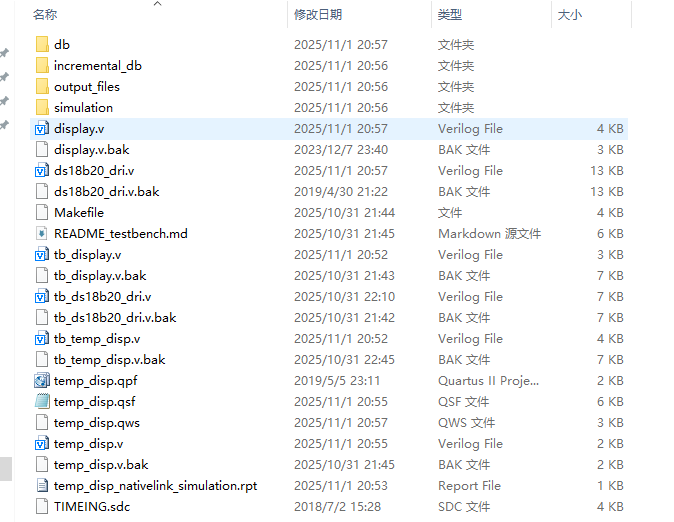 名称 修改日期 类型 大小
db 2025/11/1 20:57 文件夹
incremental_db 2025/11/1 20:56 文件夹
output_files 2025/11/1 20:56 文件夹
simulation 2025/11/1 20:56 文件夹
display.v 2025/11/1 20:57 Verilog File 4 KB
display.v.bak 2023/12/7 23:40 BAK 文件 3 KB
ds18b20_dri.v 2025/11/1 20:57 Verilog File 13 KB
ds18b20_dri.v.bak 2019/4/30 21:22 BAK 文件 13 KB
Makefile 2025/10/31 21:44 文件 4 KB
README_testbench.md 2025/10/31 21:45 Markdown 源文件 6 KB
tb_display.v 2025/11/1 20:52 Verilog File 3 KB
tb_display.v.bak 2025/10/31 21:43 BAK 文件 7 KB
tb_ds18b20_dri.v 2025/10/31 22:10 Verilog File 7 KB
tb_ds18b20_dri.v.bak 2025/10/31 21:42 BAK 文件 7 KB
tb_temp_disp.v 2025/11/1 20:52 Verilog File 4 KB
tb_temp_disp.v.bak 2025/10/31 22:45 BAK 文件 7 KB
temp_disp.qpf 2019/5/5 23:11 Quartus II Proje... 2 KB
temp_disp.qsf 2025/11/1 20:55 QSF 文件 6 KB
temp_disp.qws 2025/11/1 20:57 QWS 文件 3 KB
temp_disp.v 2025/11/1 20:55 Verilog File 2 KB
temp_disp.v.bak 2025/10/31 21:45 BAK 文件 2 KB
temp_disp_nativelink_simulation.rpt 2025/11/1 20:53 Report File 1 KB
TIMEING.sdc 2018/7/2 15:28 SDC 文件 2 KB